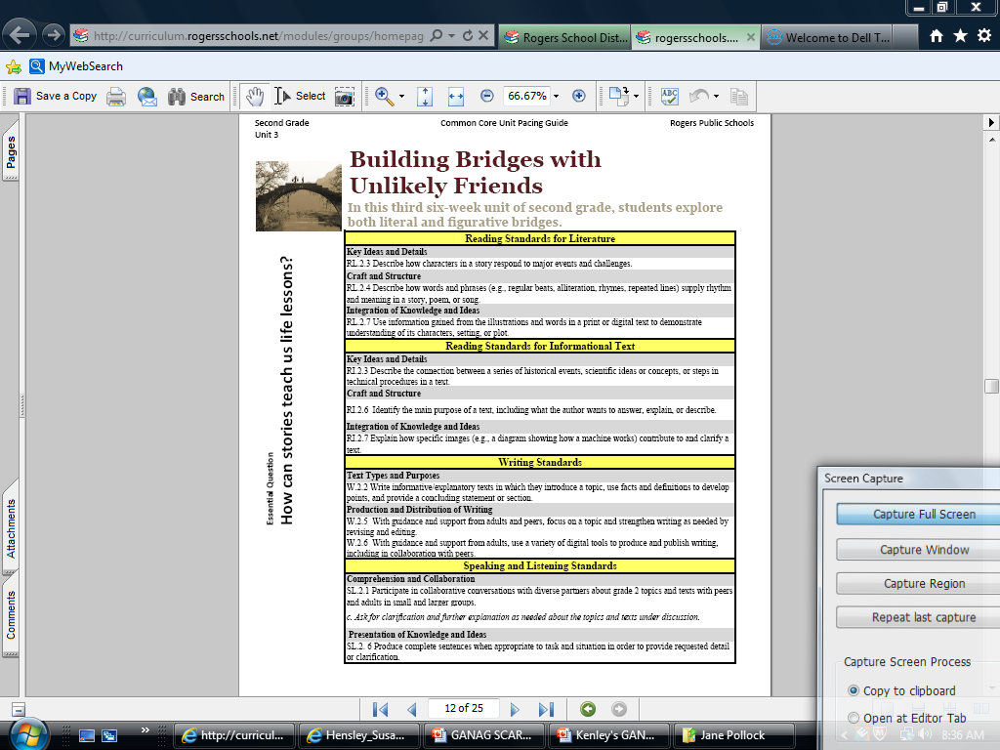 http://curriculum.rogersschools.net/modules/groups/homepag
Rogers School Dist...
rogersschools....
Welcome to Dell T...
MyWebSearch
Save a Copy
Search
Select
66.67%
ABC
Pages
Attachments
Comments
Second Grade Common Core Unit Pacing Guide Rogers Public Schools
Unit 3
Building Bridges with
Unlikely Friends
In this third six-week unit of second grade, students explore
both literal and figurative bridges.
Essential Question
How can stories teach us life lessons?
Reading Standards for Literature
Key Ideas and Details
RL.2.3 Describe how characters in a story respond to major events and challenges.
Craft and Structure
RL.2.4 Describe how words and phrases (e.g., regular beats, alliteration, rhymes, repeated lines) supply rhythm
and meaning in a story, poem, or song.
Integration of Knowledge and Ideas
RL.2.7 Use information gained from the illustrations and words in a print or digital text to demonstrate
understanding of its characters, setting, or plot.
Reading Standards for Informational Text
Key Ideas and Details
RI.2.3 Describe the connection between a series of historical events, scientific ideas or concepts, or steps in
technical procedures in a text.
Craft and Structure
RI.2.6 Identify the main purpose of a text, including what the author wants to answer, explain, or describe.
Integration of Knowledge and Ideas
RI.2.7 Explain how specific images (e.g., a diagram showing how a machine works) contribute to and clarify a
text.
Writing Standards
Text Types and Purposes
W.2.2 Write informative/explanatory texts in which they introduce a topic, use facts and definitions to develop
points, and provide a concluding statement or section.
Production and Distribution of Writing
W.2.5 With guidance and support from adults and peers, focus on a topic and strengthen writing as needed by
revising and editing.
W.2.6 With guidance and support from adults, use a variety of digital tools to produce and publish writing,
including in collaboration with peers.
Speaking and Listening Standards
Comprehension and Collaboration
SL.2.1 Participate in collaborative conversations with diverse partners about grade 2 topics and texts with peers
and adults in small and larger groups.
c. Ask for clarification and further explanation as needed about the topics and texts under discussion.
Presentation of Knowledge and Ideas
SL.2. 6 Produce complete sentences when appropriate to task and situation in order to provide requested detail
or clarification.
Screen Capture
Capture Full Screen
Capture Window
Capture Region
Repeat last capture
Capture Screen Process
Copy to clipboard
Open at Editor Tab
12 of 25
http://curricul...
Hensley_Susa...
GANAG SCAR...
Kenley's GAN...
Jane Pollock
8:36 AM